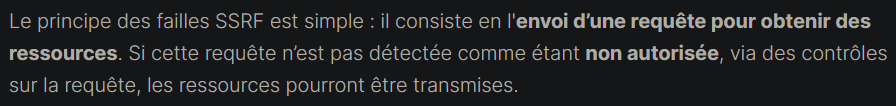 Le principe des failles SSRF est simple : il consiste en l'envoi d’une requête pour obtenir des
ressources. Si cette requête n’est pas détectée comme étant non autorisée, via des contrôles
sur la requête, les ressources pourront être transmises.